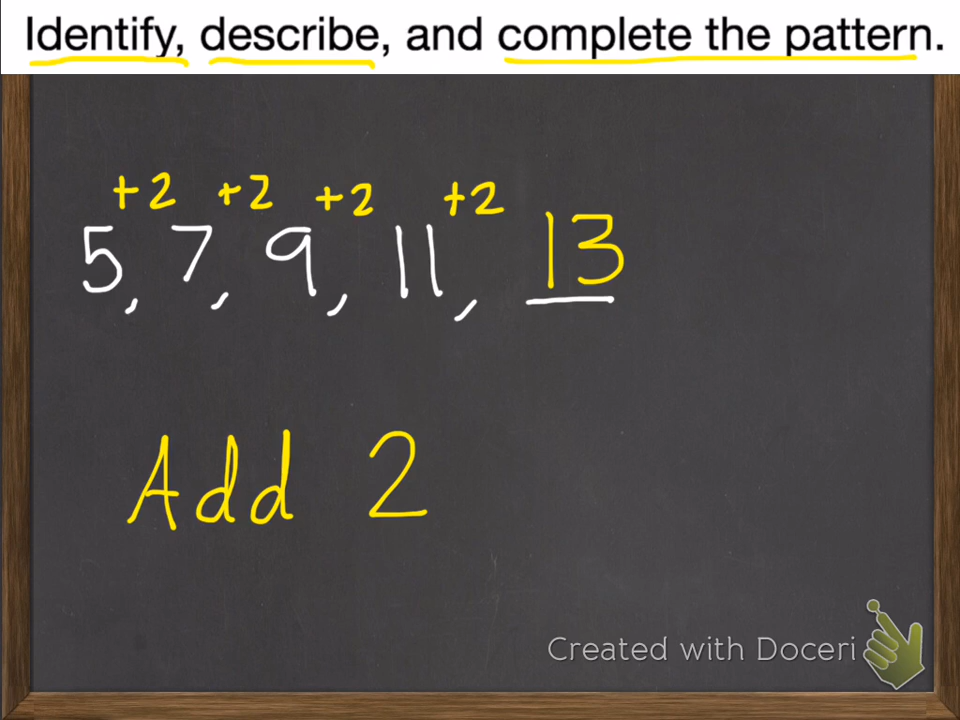 Identify, describe, and complete the pattern.
+2 +2 +2 +2
5, 7, 9, 11, 13
Add 2
Created with Doceri